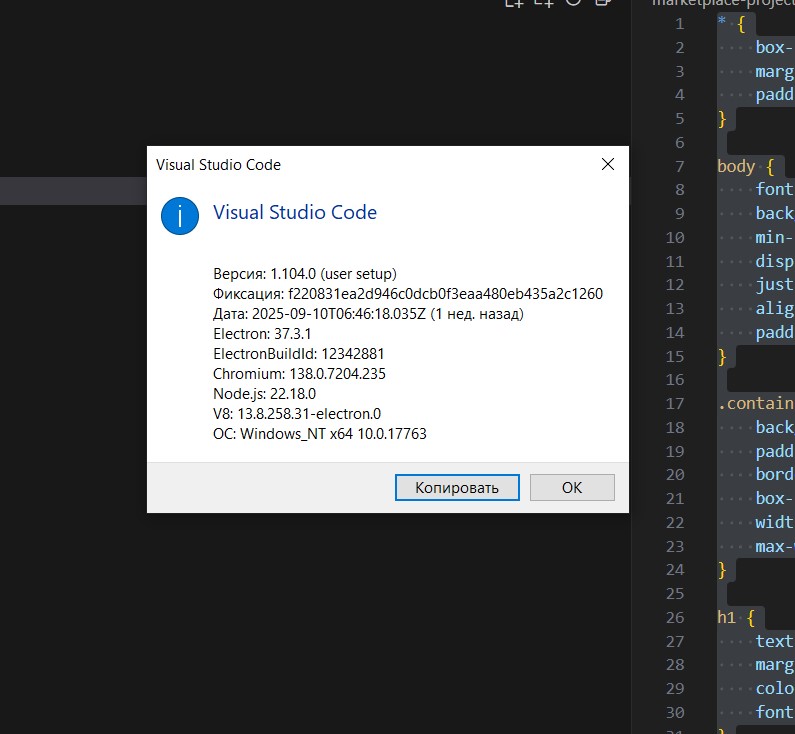 marketplace-project
1 * {
2 box-
3 marg
4 padd
5 }
6
7 body {
8 font
9 back
10 min-
11 disp
12 just
13 alig
14 padd
15 }
16
17 .contain
18 back
19 padd
20 bord
21 box-
22 widt
23 max-
24 }
25
26 h1 {
27 text
28 marg
29 colo
30 font
Visual Studio Code
Visual Studio Code
Версия: 1.104.0 (user setup)
Фиксация: f220831ea2d946c0dcb0f3eaa480eb435a2c1260
Дата: 2025-09-10T06:46:18.035Z (1 нед. назад)
Electron: 37.3.1
ElectronBuildId: 12342881
Chromium: 138.0.7204.235
Node.js: 22.18.0
V8: 13.8.258.31-electron.0
ОС: Windows_NT x64 10.0.17763
Копировать
ОК